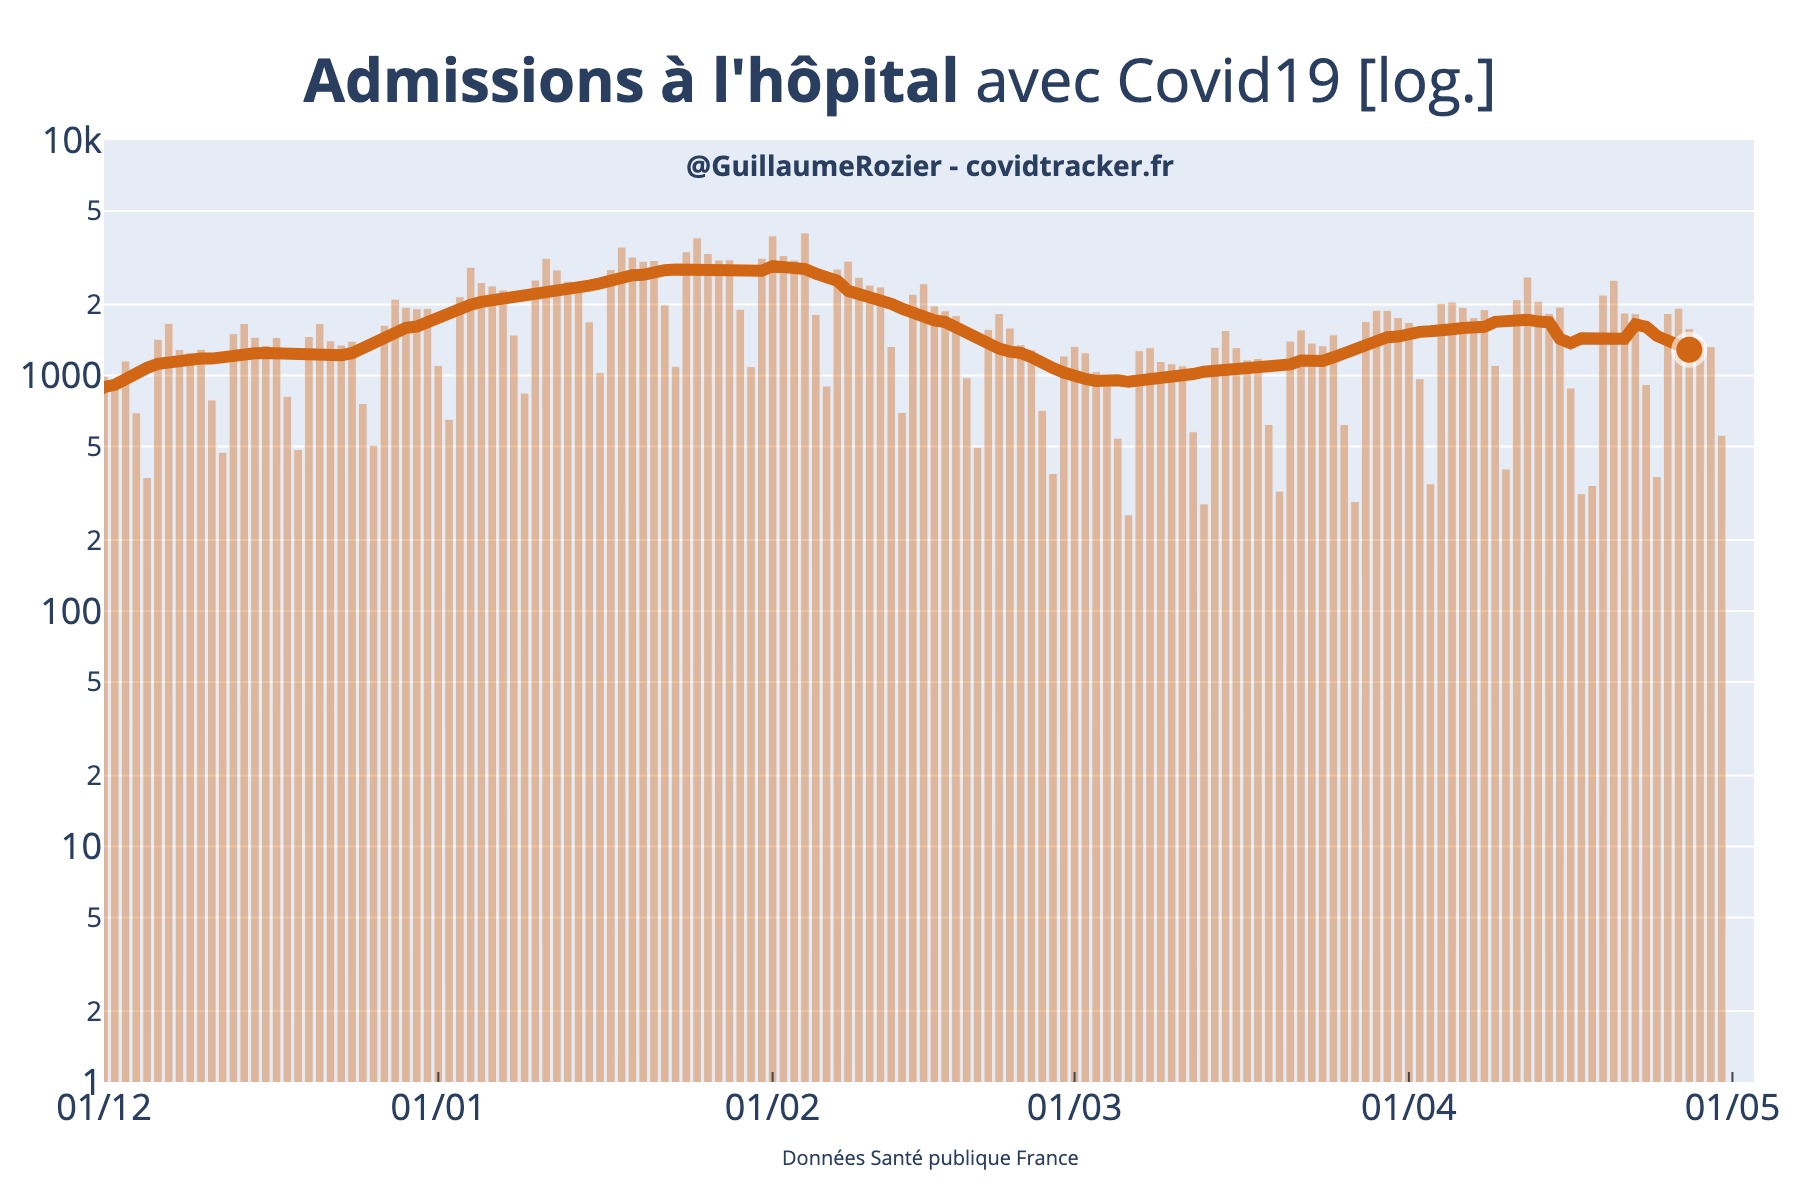 Admissions à l'hôpital avec Covid19 [log.]
@GuillaumeRozier - covidtracker.fr
10k
5
2
1000
5
2
100
5
2
10
5
2
1
01/12 01/01 01/02 01/03 01/04 01/05
Données Santé publique France